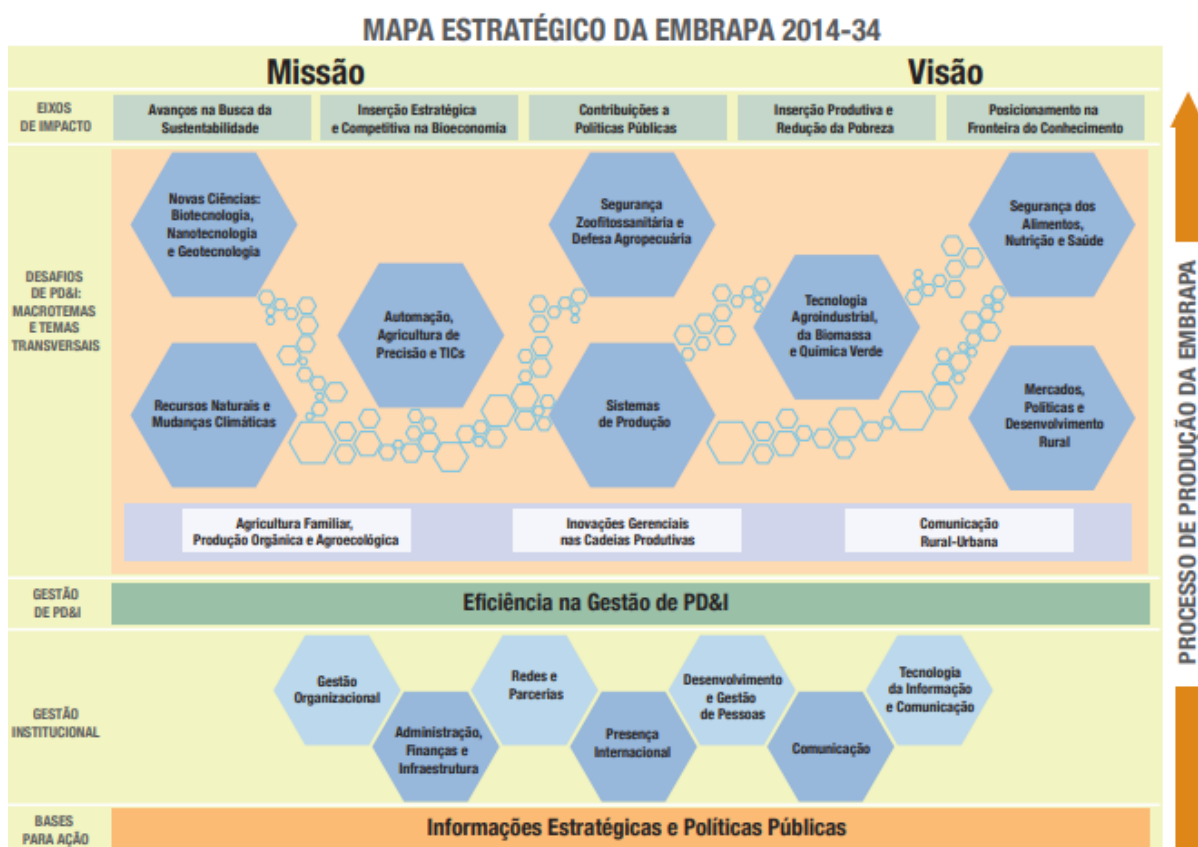 MAPA ESTRATÉGICO DA EMBRAPA 2014-34
Missão
Visão
EIXOS
DE IMPACTO
Avanços na Busca da
Sustentabilidade
Inserção Estratégica
e Competitiva na Bioeconomia
Contribuições a
Políticas Públicas
Inserção Produtiva e
Redução da Pobreza
Posicionamento na
Fronteira do Conhecimento
DESAFIOS
DE PD&I:
MACROTEMAS
E TEMAS
TRANSVERSAIS
Novas Ciências:
Biotecnologia,
Nanotecnologia
e Geotecnologia
Segurança
Zoofitossanitária e
Defesa Agropecuária
Segurança dos
Alimentos,
Nutrição e Saúde
Automação,
Agricultura de
Precisão e TICs
Tecnologia
Agroindustrial,
da Biomassa
e Química Verde
Recursos Naturais e
Mudanças Climáticas
Sistemas
de Produção
Mercados,
Políticas e
Desenvolvimento
Rural
Agricultura Familiar,
Produção Orgânica e Agroecológica
Inovações Gerenciais
nas Cadeias Produtivas
Comunicação
Rural-Urbana
GESTÃO
DE PD&I
Eficiência na Gestão de PD&I
GESTÃO
INSTITUCIONAL
Gestão
Organizacional
Administração,
Finanças e
Infraestrutura
Redes e
Parcerias
Presença
Internacional
Desenvolvimento
e Gestão
de Pessoas
Comunicação
Tecnologia
da Informação
e Comunicação
BASES
PARA AÇÃO
Informações Estratégicas e Políticas Públicas
PROCESSO DE PRODUÇÃO DA EMBRAPA